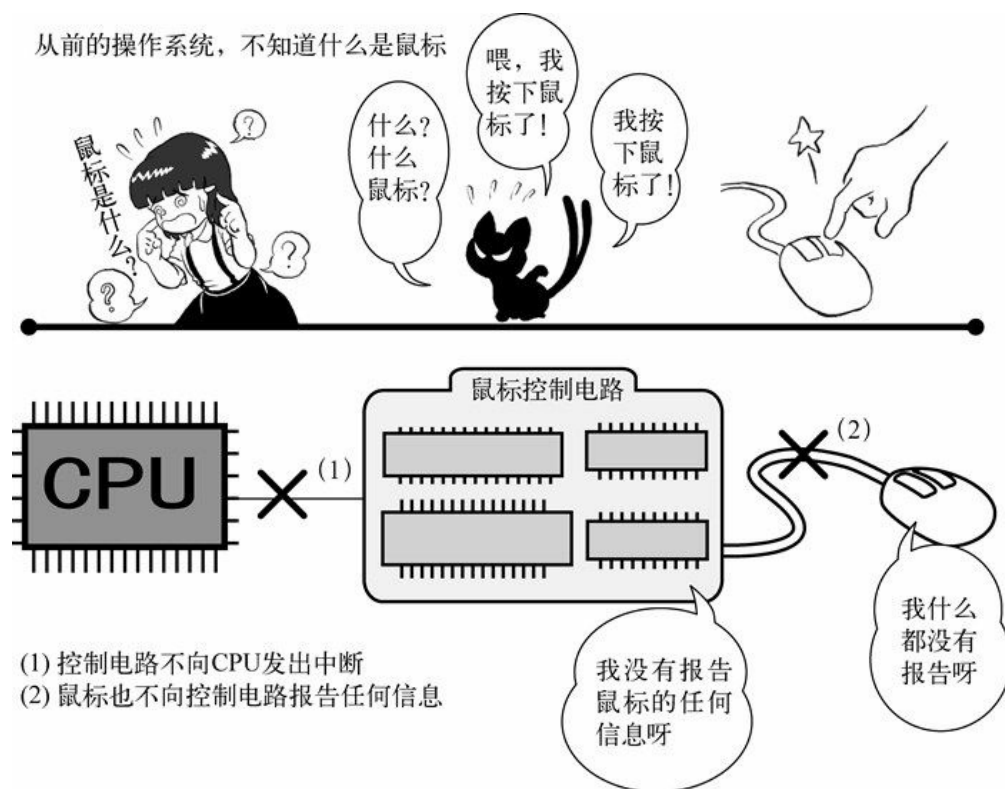 从前的操作系统，不知道什么是鼠标
鼠标是什么？
?
?
?
什么？
什么
鼠标？
喂，我
按下鼠
标了！
我按
下鼠
标了！
鼠标控制电路
CPU
(1)
(2)
我什么
都没有
报告呀
我没有报告
鼠标的任何
信息呀
(1) 控制电路不向CPU发出中断
(2) 鼠标也不向控制电路报告任何信息